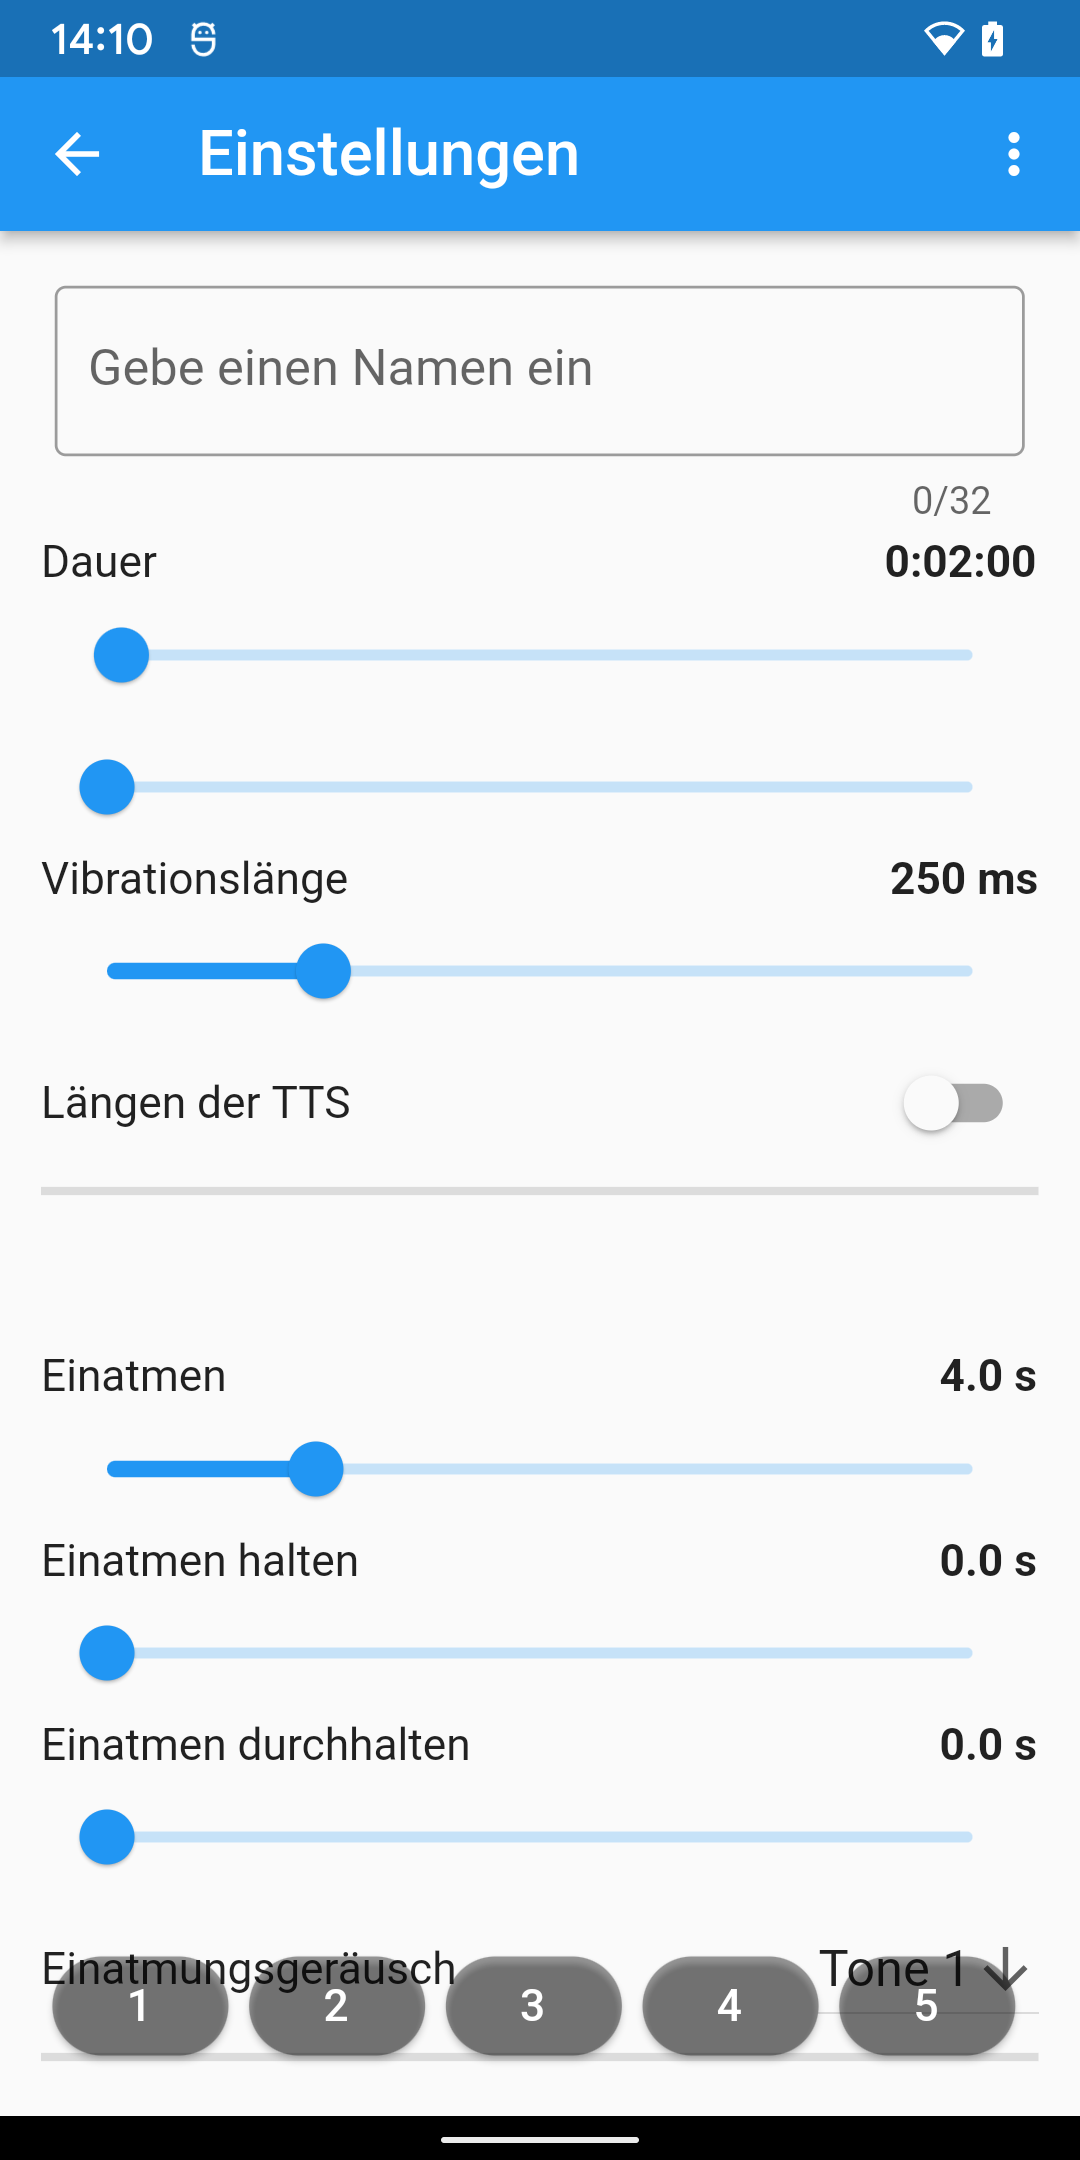 14:10
Einstellungen
Gebe einen Namen ein
0/32
Dauer 0:02:00
Vibrationslänge 250 ms
Längen der TTS
Einatmen 4.0 s
Einatmen halten 0.0 s
Einatmen durchhalten 0.0 s
Einatmungsgeräusch Tone 1
1 2 3 4 5